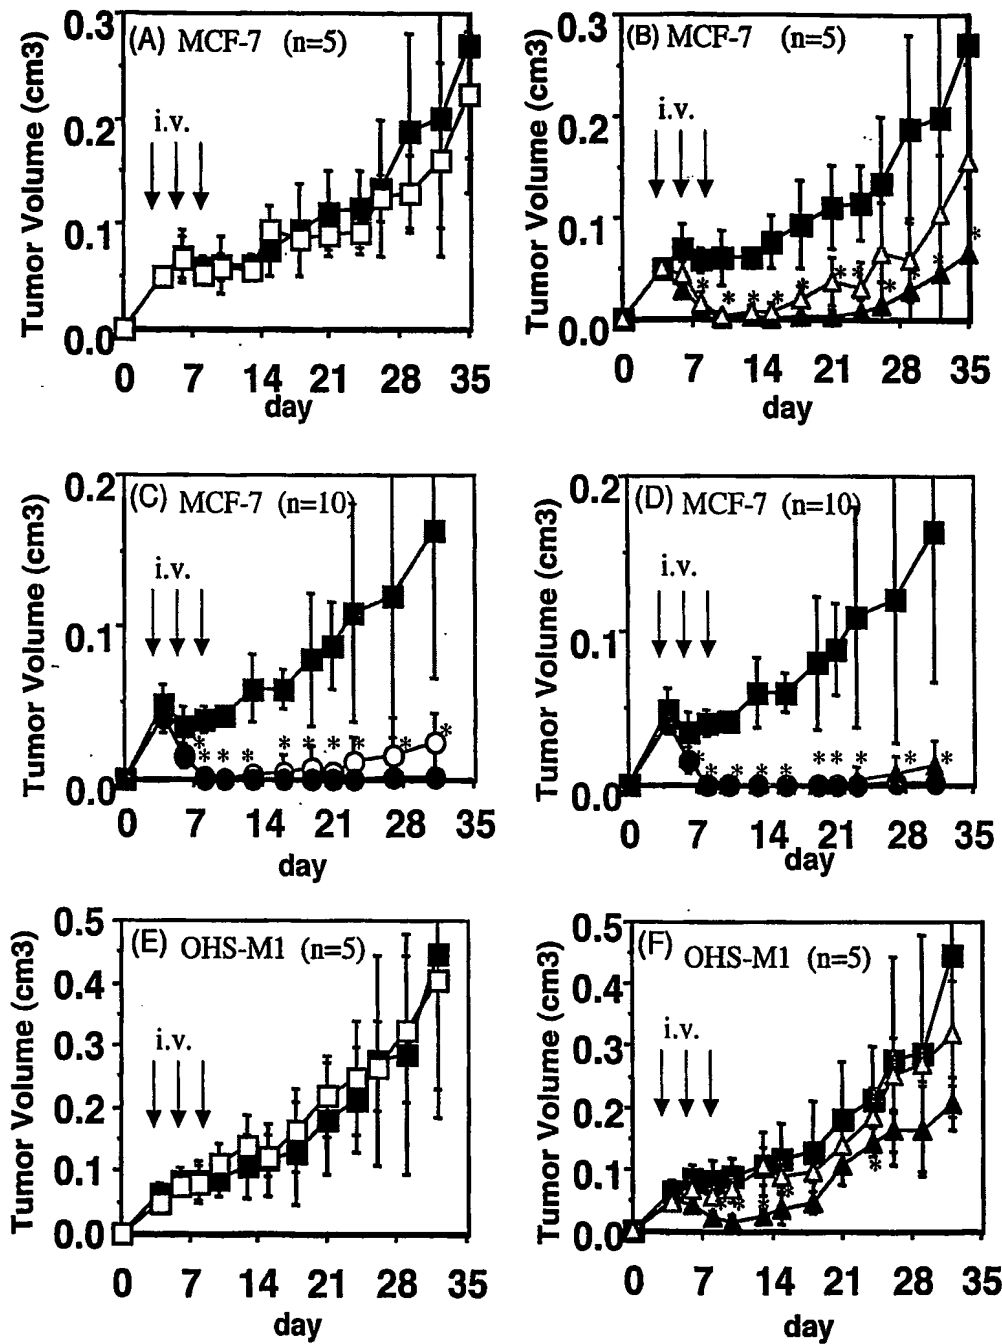 (A) MCF-7 (n=5)
Tumor Volume (cm3)
0.3
0.2
0.1
0.0
i.v.
0 7 14 21 28 35
day
(B) MCF-7 (n=5)
Tumor Volume (cm3)
0.3
0.2
0.1
0.0
i.v.
* * * * * * * * * * *
0 7 14 21 28 35
day
(C) MCF-7 (n=10)
Tumor Volume (cm3)
0.2
0.1
0.0
i.v.
* * * * * * * * *
0 7 14 21 28 35
day
(D) MCF-7 (n=10)
Tumor Volume (cm3)
0.2
0.1
0.0
i.v.
* * * * * * * * *
0 7 14 21 28 35
day
(E) OHS-M1 (n=5)
Tumor Volume (cm3)
0.5
0.4
0.3
0.2
0.1
0.0
i.v.
0 7 14 21 28 35
day
(F) OHS-M1 (n=5)
Tumor Volume (cm3)
0.5
0.4
0.3
0.2
0.1
0.0
i.v.
* * * * *
0 7 14 21 28 35
day